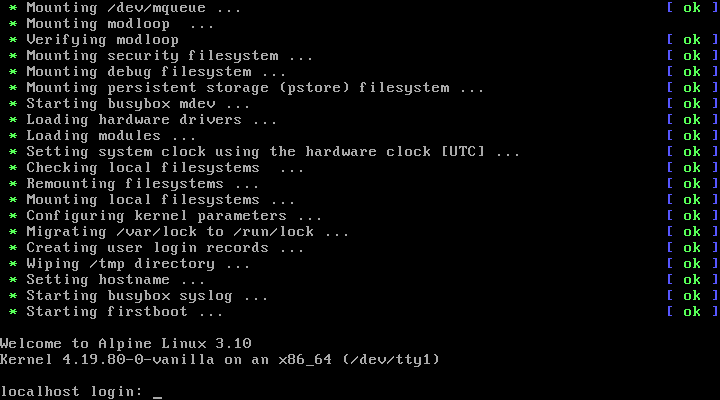 * Mounting /dev/mqueue ... [ ok ]
* Mounting modloop  ...
* Verifying modloop [ ok ]
* Mounting security filesystem ... [ ok ]
* Mounting debug filesystem ... [ ok ]
* Mounting persistent storage (pstore) filesystem ... [ ok ]
* Starting busybox mdev ... [ ok ]
* Loading hardware drivers ... [ ok ]
* Loading modules ... [ ok ]
* Setting system clock using the hardware clock [UTC] ... [ ok ]
* Checking local filesystems  ... [ ok ]
* Remounting filesystems ... [ ok ]
* Mounting local filesystems ... [ ok ]
* Configuring kernel parameters ... [ ok ]
* Migrating /var/lock to /run/lock ... [ ok ]
* Creating user login records ... [ ok ]
* Wiping /tmp directory ... [ ok ]
* Setting hostname ... [ ok ]
* Starting busybox syslog ... [ ok ]
* Starting firstboot ... [ ok ]
Welcome to Alpine Linux 3.10
Kernel 4.19.80-0-vanilla on an x86_64 (/dev/tty1)
localhost login: _